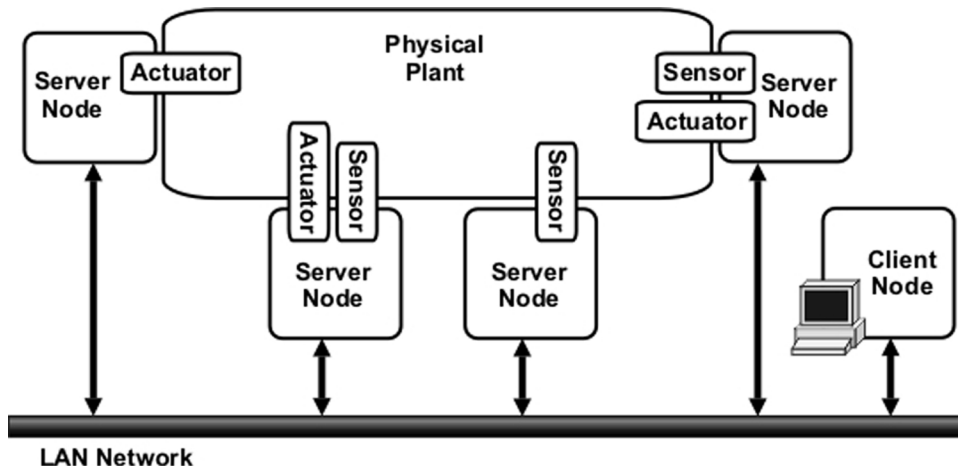 Physical
Plant
Server
Node
Actuator
Sensor
Actuator
Server
Node
Actuator
Sensor
Server
Node
Sensor
Server
Node
Client
Node
LAN Network